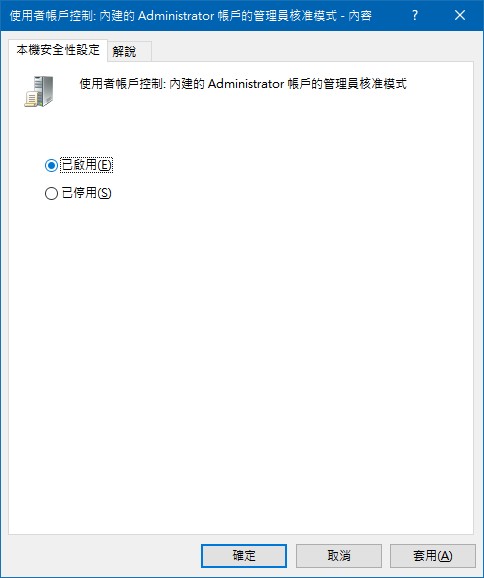 使用者帳戶控制: 內建的 Administrator 帳戶的管理員核准模式 - 內容
本機安全性設定 解說
使用者帳戶控制: 內建的 Administrator 帳戶的管理員核准模式
已啟用(E)
已停用(S)
確定 取消 套用(A)